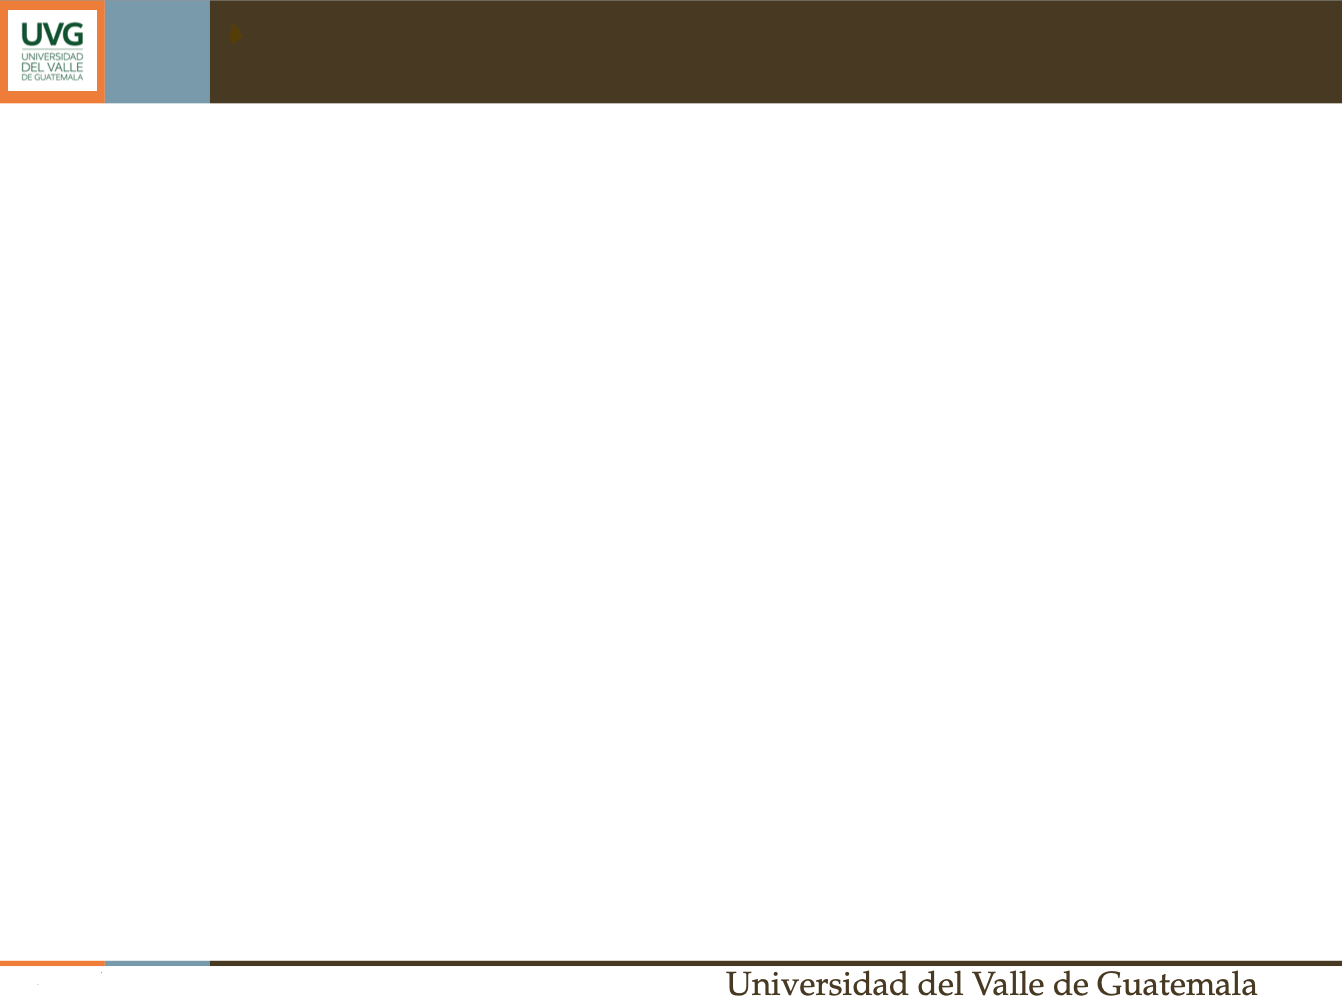 UVG
UNIVERSIDAD
DEL VALLE
DE GUATEMALA
Universidad del Valle de Guatemala